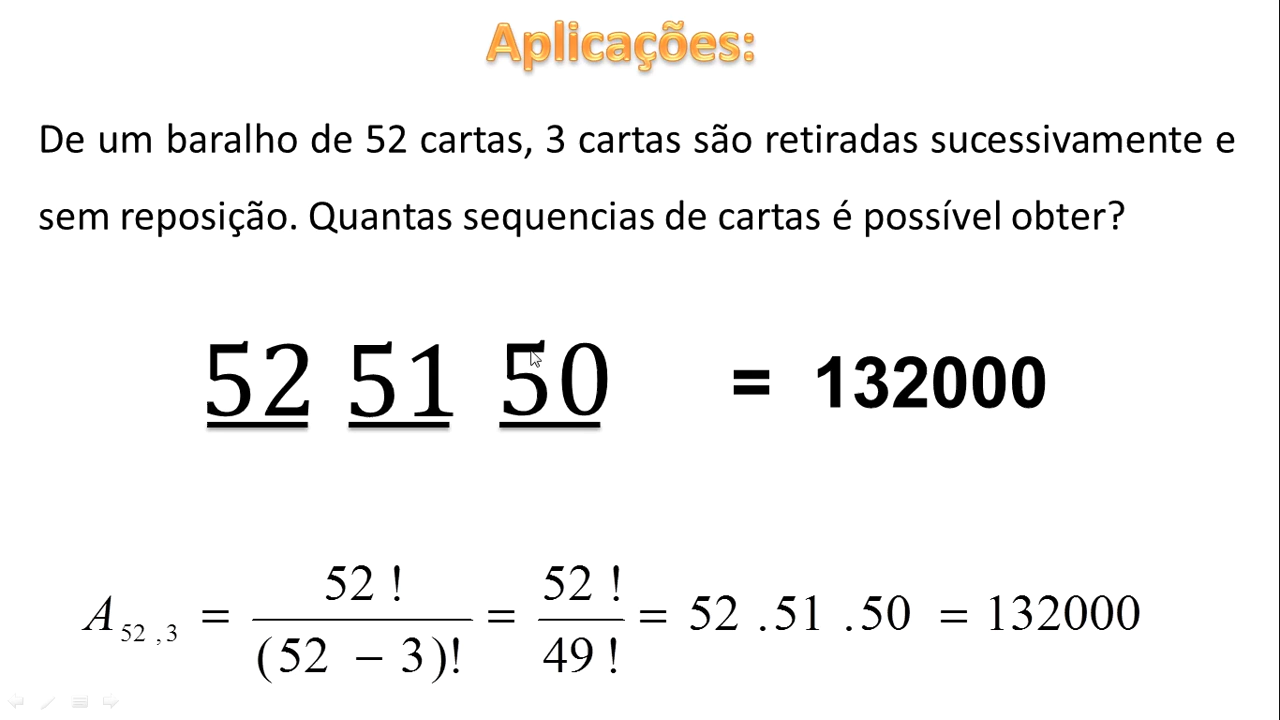 Aplicações:
De um baralho de 52 cartas, 3 cartas são retiradas sucessivamente e
sem reposição. Quantas sequencias de cartas é possível obter?
52 51 50 = 132000
A 52 ,3 = 52 ! / (52 − 3)! = 52 ! / 49 ! = 52 .51 .50 = 132000